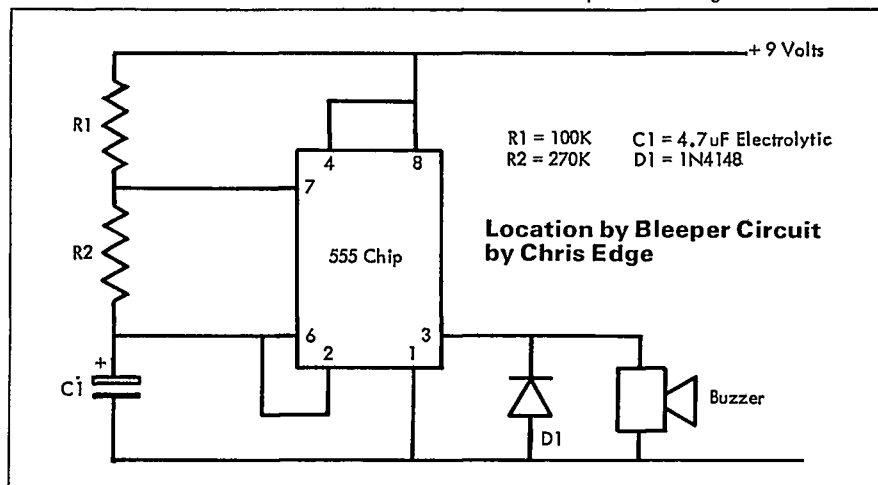 + 9 Volts
R1
4
8
R1 = 100K C1 = 4.7uF Electrolytic
R2 = 270K D1 = 1N4148
7
Location by Bleeper Circuit
by Chris Edge
R2
555 Chip
6
3
2
1
+
C1
Buzzer
D1